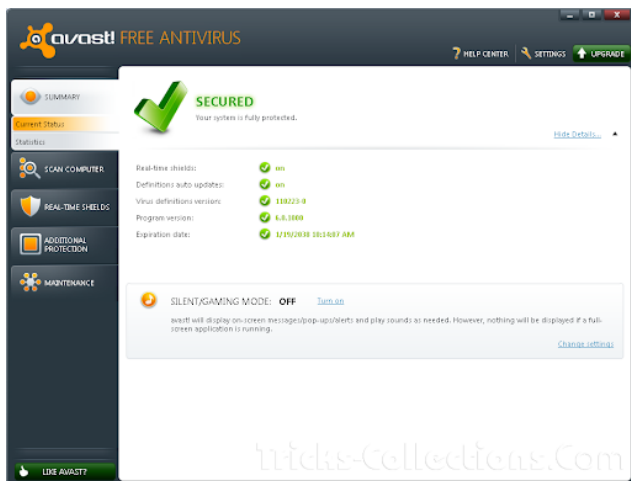 avast! FREE ANTIVIRUS
HELP CENTER SETTINGS UPGRADE
SUMMARY
Current Status
Statistics
SCAN COMPUTER
REAL-TIME SHIELDS
ADDITIONAL
PROTECTION
MAINTENANCE
LIKE AVAST?
SECURED
Your system is fully protected.
Hide Details...
Real-time shields: on
Definitions auto updates: on
Virus definitions version: 110223-0
Program version: 6.0.1000
Expiration date: 1/19/2038 10:14:07 AM
SILENT/GAMING MODE: OFF Turn on
avast! will display on-screen messages/pop-ups/alerts and play sounds as needed. However, nothing will be displayed if a full-
screen application is running.
Change settings
Tricks-Collections.Com